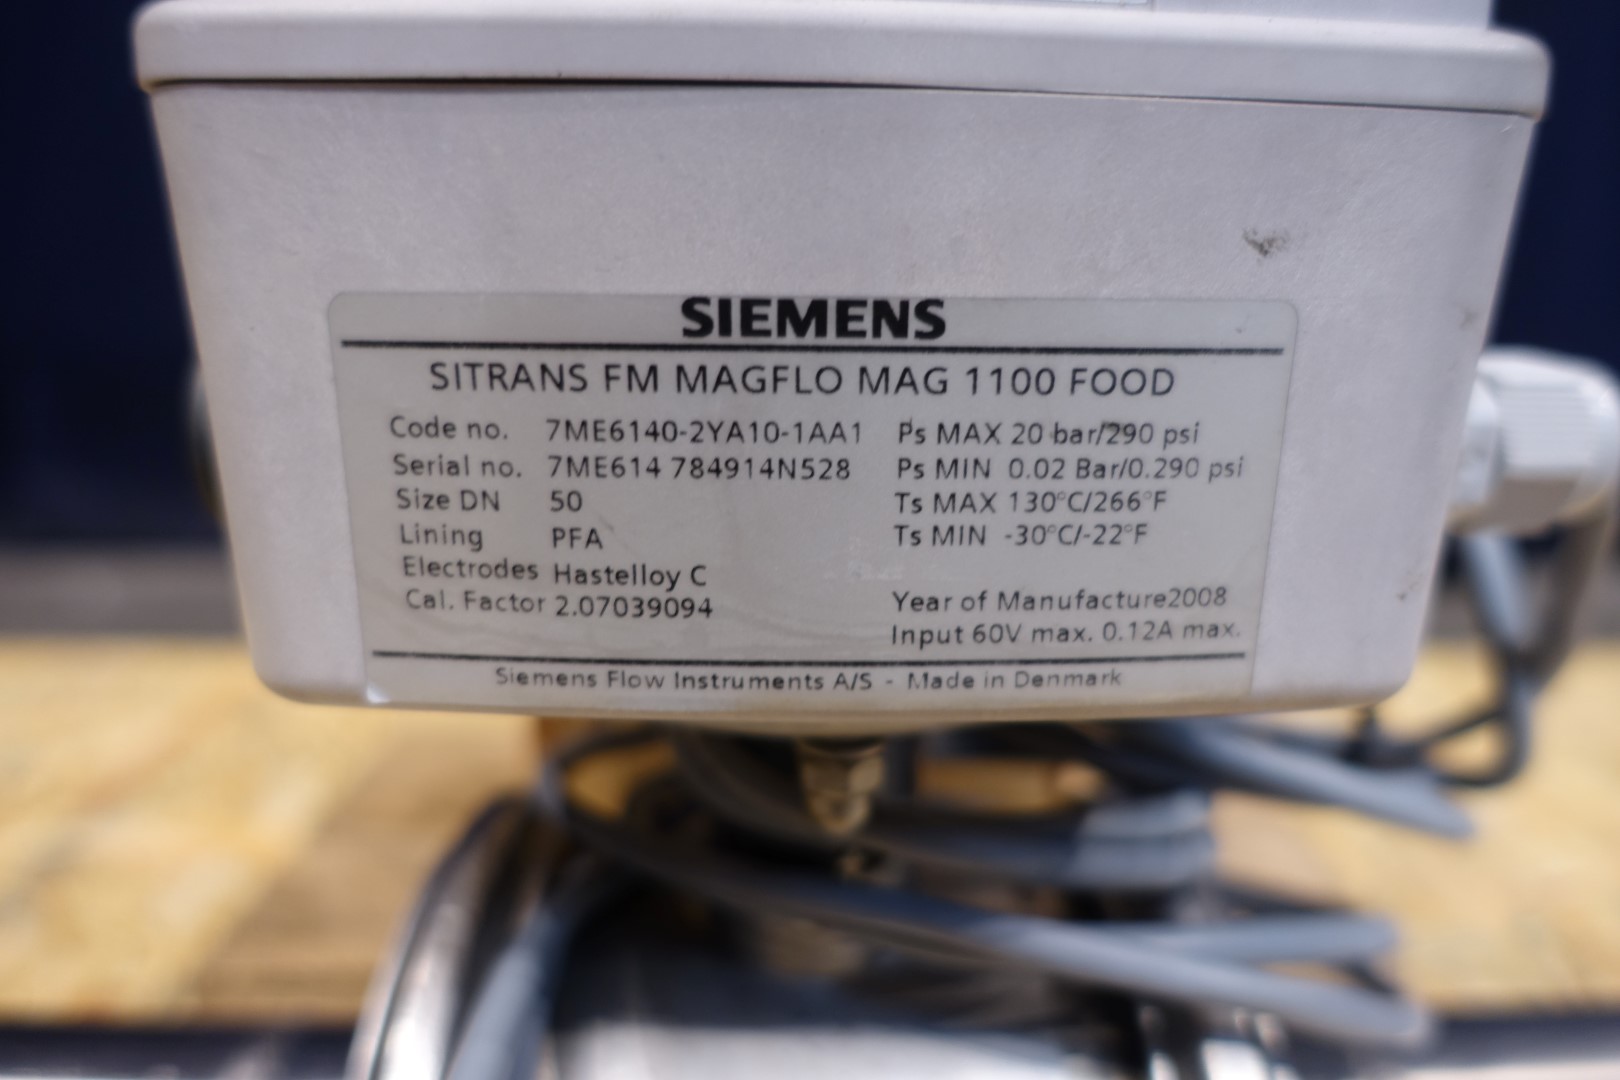 SIEMENS
SITRANS FM MAGFLO MAG 1100 FOOD
Code no. 7ME6140-2YA10-1AA1 Ps MAX 20 bar/290 psi
Serial no. 7ME614 784914N528 Ps MIN 0.02 Bar/0.290 psi
Size DN 50 Ts MAX 130°C/266°F
Lining PFA Ts MIN -30°C/-22°F
Electrodes Hastelloy C
Cal. Factor 2.07039094 Year of Manufacture2008
Input 60V max. 0.12A max.
Siemens Flow Instruments A/S - Made in Denmark